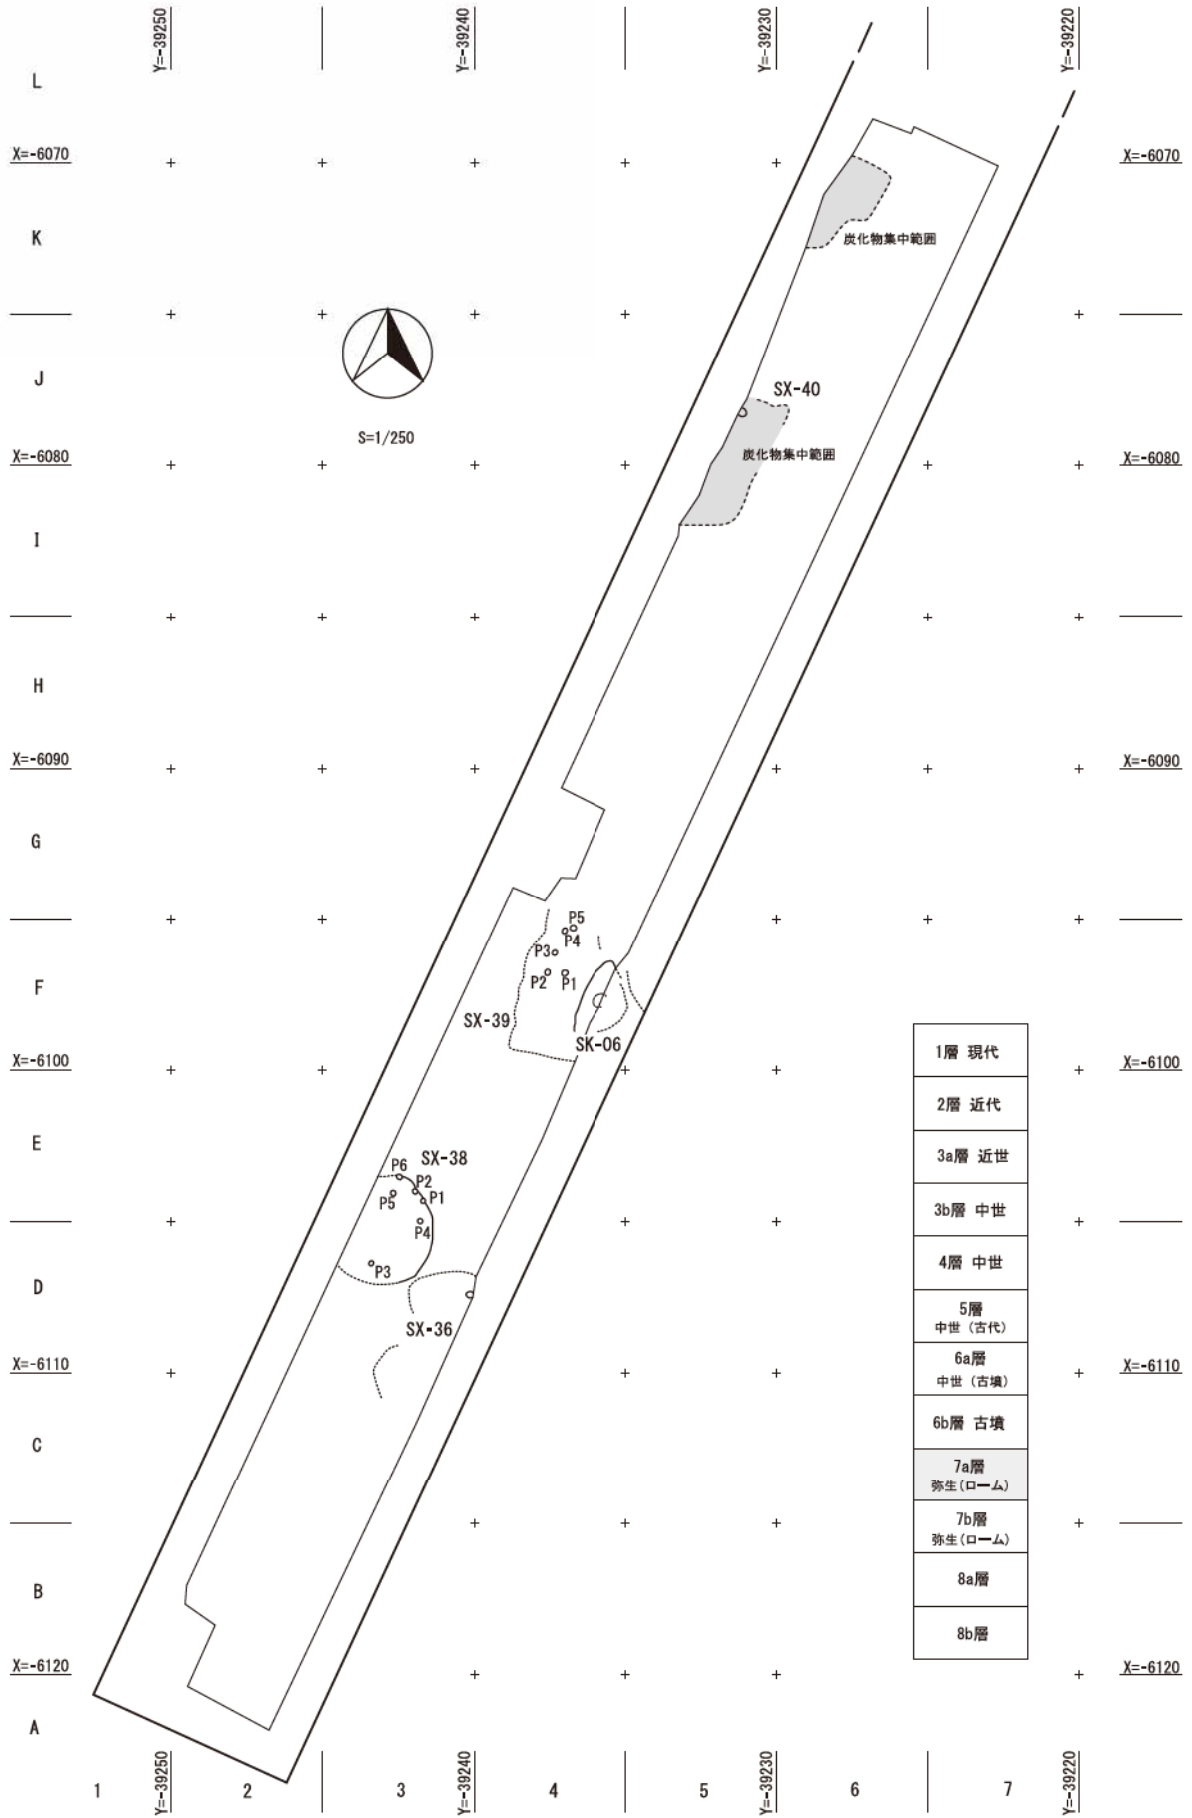 Y=-39250
Y=-39240
Y=-39230
Y=-39220
L
X=-6070
X=-6070
K
炭化物集中範囲
J
SX-40
S=1/250
X=-6080
炭化物集中範囲
X=-6080
I
H
X=-6090
X=-6090
G
P5
P4
P3
P2
P1
F
SX-39
SK-06
X=-6100
X=-6100
E
SX-38
P6
P2
P5
P1
P4
P3
D
SX-36
X=-6110
X=-6110
C
B
X=-6120
X=-6120
A
1層 現代
2層 近代
3a層 近世
3b層 中世
4層 中世
5層
中世(古代)
6a層
中世(古墳)
6b層 古墳
7a層
弥生(ローム)
7b層
弥生(ローム)
8a層
8b層
1
Y=-39250
2
3
Y=-39240
4
5
Y=-39230
6
7
Y=-39220